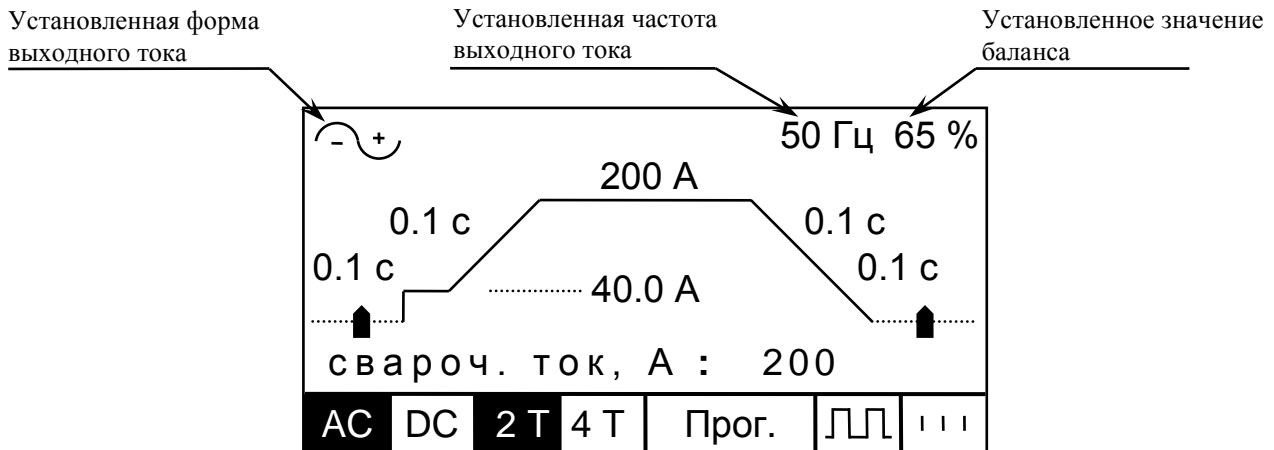 Установленная форма
выходного тока
Установленная частота
выходного тока
Установленное значение
баланса
- +
50 Гц 65 %
200 А
0.1 с
0.1 с
0.1 с
0.1 с
40.0 А
свароч. ток, А : 200
AC DC 2 Т 4 Т Прог.